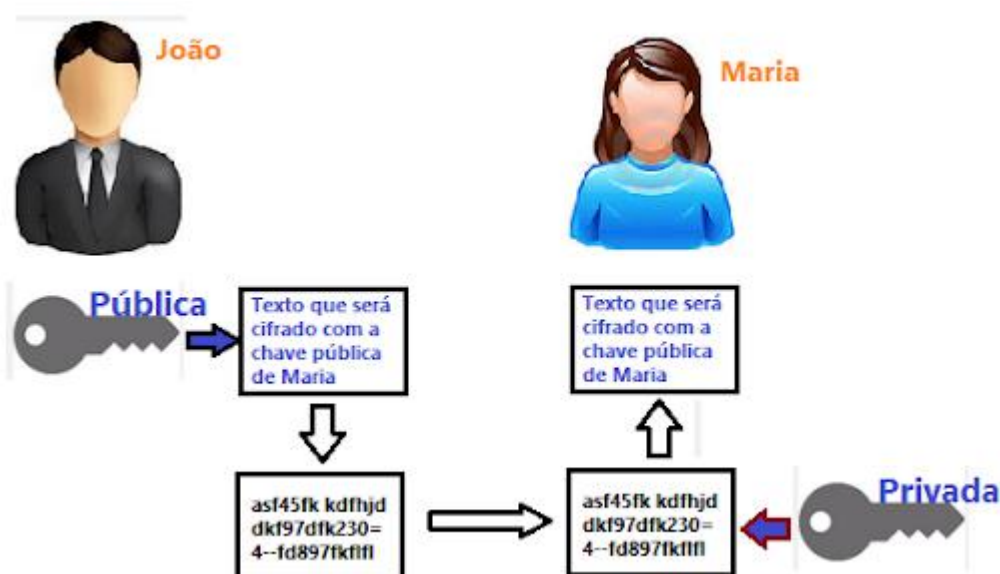 João
Maria
Pública
Texto que será
cifrado com a
chave pública
de Maria
Texto que será
cifrado com a
chave pública
de Maria
asf45fk kdfhjd
dkf97dfk230=
4--fd897fkflfl
asf45fk kdfhjd
dkf97dfk230=
4--fd897fkflfl
Privada